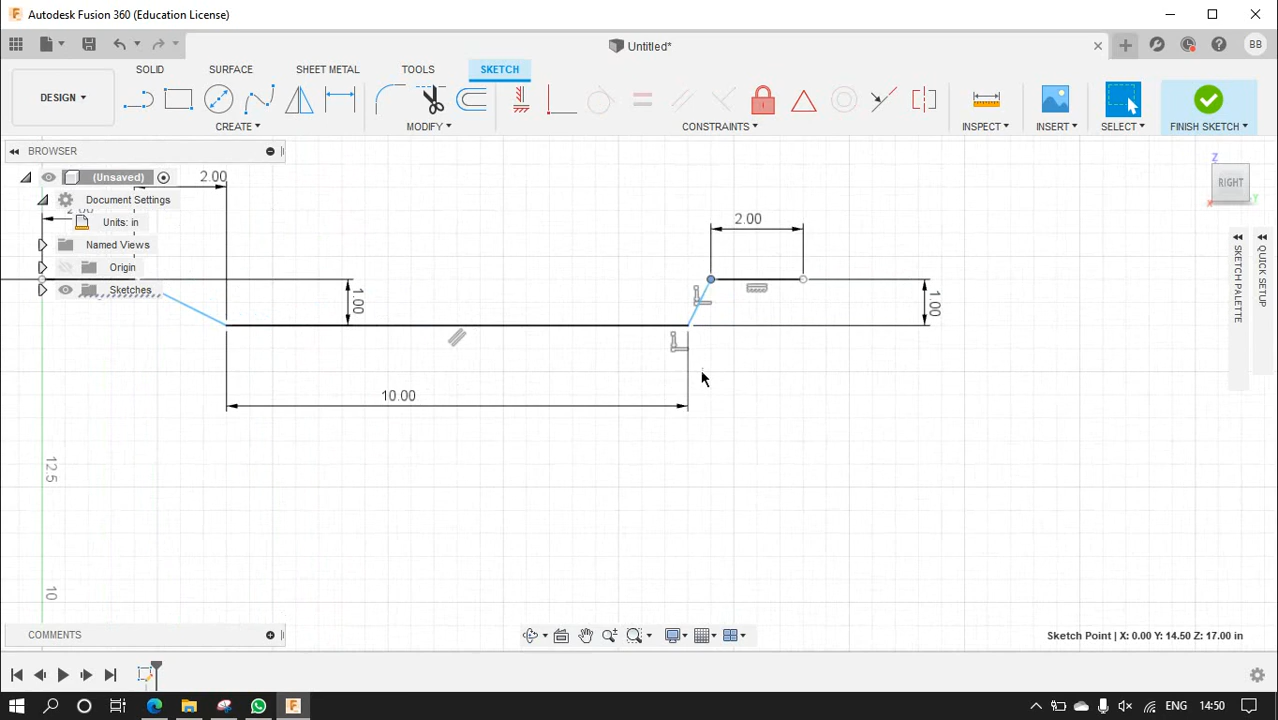 Autodesk Fusion 360 (Education License)
Untitled*
BB
SOLID
SURFACE
SHEET METAL
TOOLS
SKETCH
DESIGN
CREATE
MODIFY
CONSTRAINTS
INSPECT
INSERT
SELECT
FINISH SKETCH
BROWSER
(Unsaved)
Document Settings
Units: in
Named Views
Origin
Sketches
2.00
2.00
1.00
10.00
2.00
1.00
12.5
10
Z
RIGHT
X
Y
SKETCH PALETTE
QUICK SETUP
COMMENTS
Sketch Point | X: 0.00 Y: 14.50 Z: 17.00 in
ENG
14:50